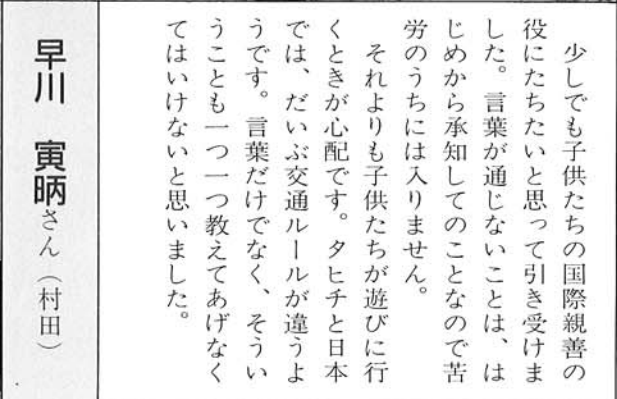 少しでも子供たちの国際親善の
役にたちたいと思って引き受けま
した。言葉が通じないことは、は
じめから承知してのことなので苦
労のうちには入りません。
それよりも子供たちが遊びに行
くときが心配です。タヒチと日本
では、だいぶ交通ルールが違うよ
うです。言葉だけでなく、そうい
うことも一つ一つ教えてあげなく
てはいけないと思いました。
早川 寅昞さん（村田）